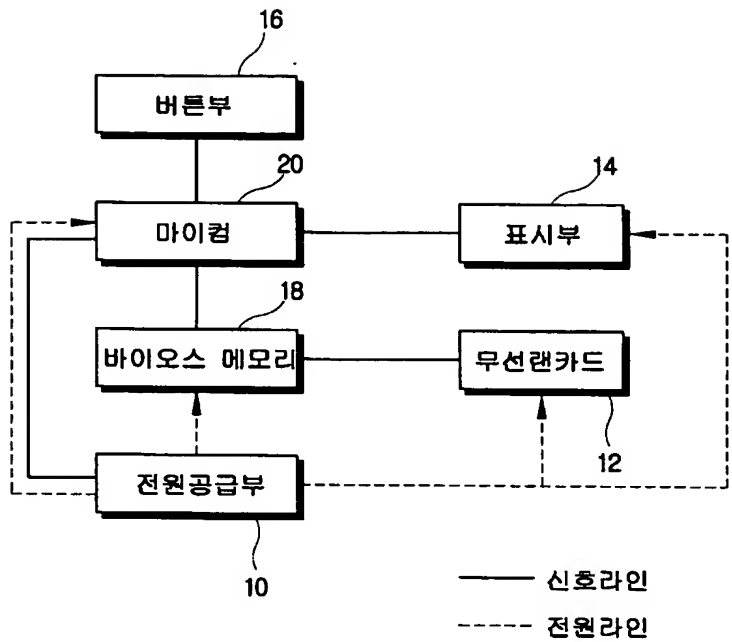 16
버튼부
20
마이컴
14
표시부
18
바이오스 메모리
무선랜카드
12
전원공급부
10
신호라인
전원라인